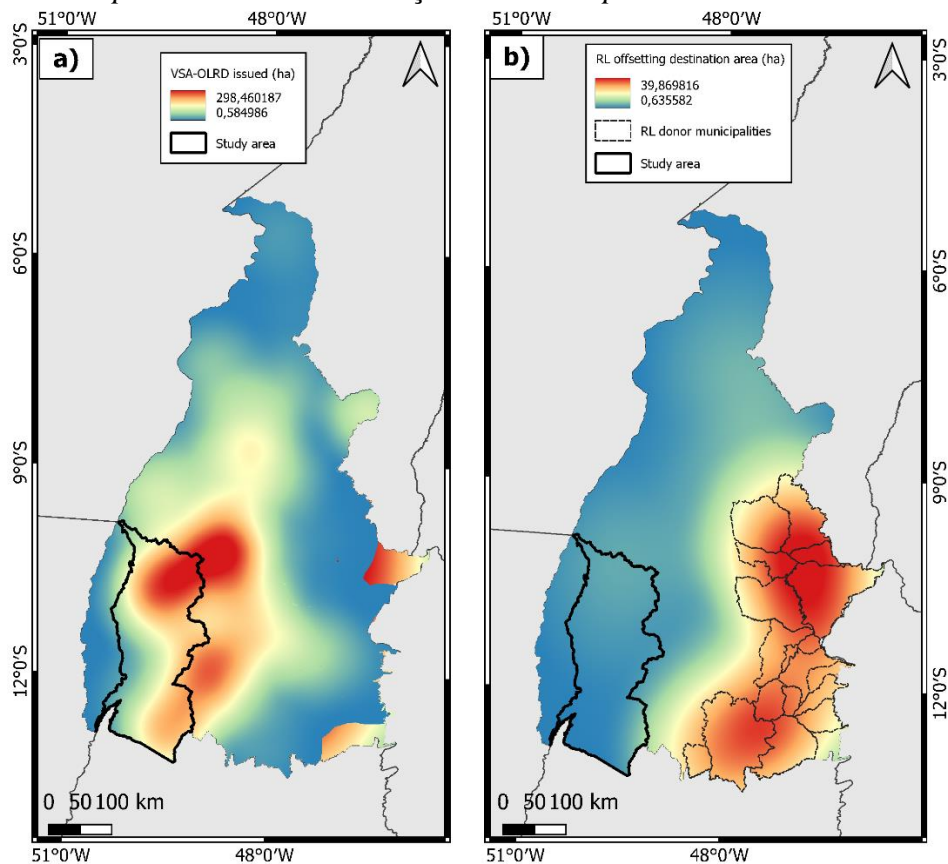 51°0'W 48°0'W
51°0'W 48°0'W
a)
VSA-OLRD issued (ha)
298,460187
0,584986
Study area
b)
RL offsetting destination area (ha)
39,869816
0,635582
RL donor municipalities
Study area
3°0'S
6°0'S
9°0'S
12°0'S
3°0'S
6°0'S
9°0'S
12°0'S
0 50 100 km
0 50 100 km
51°0'W 48°0'W
51°0'W 48°0'W